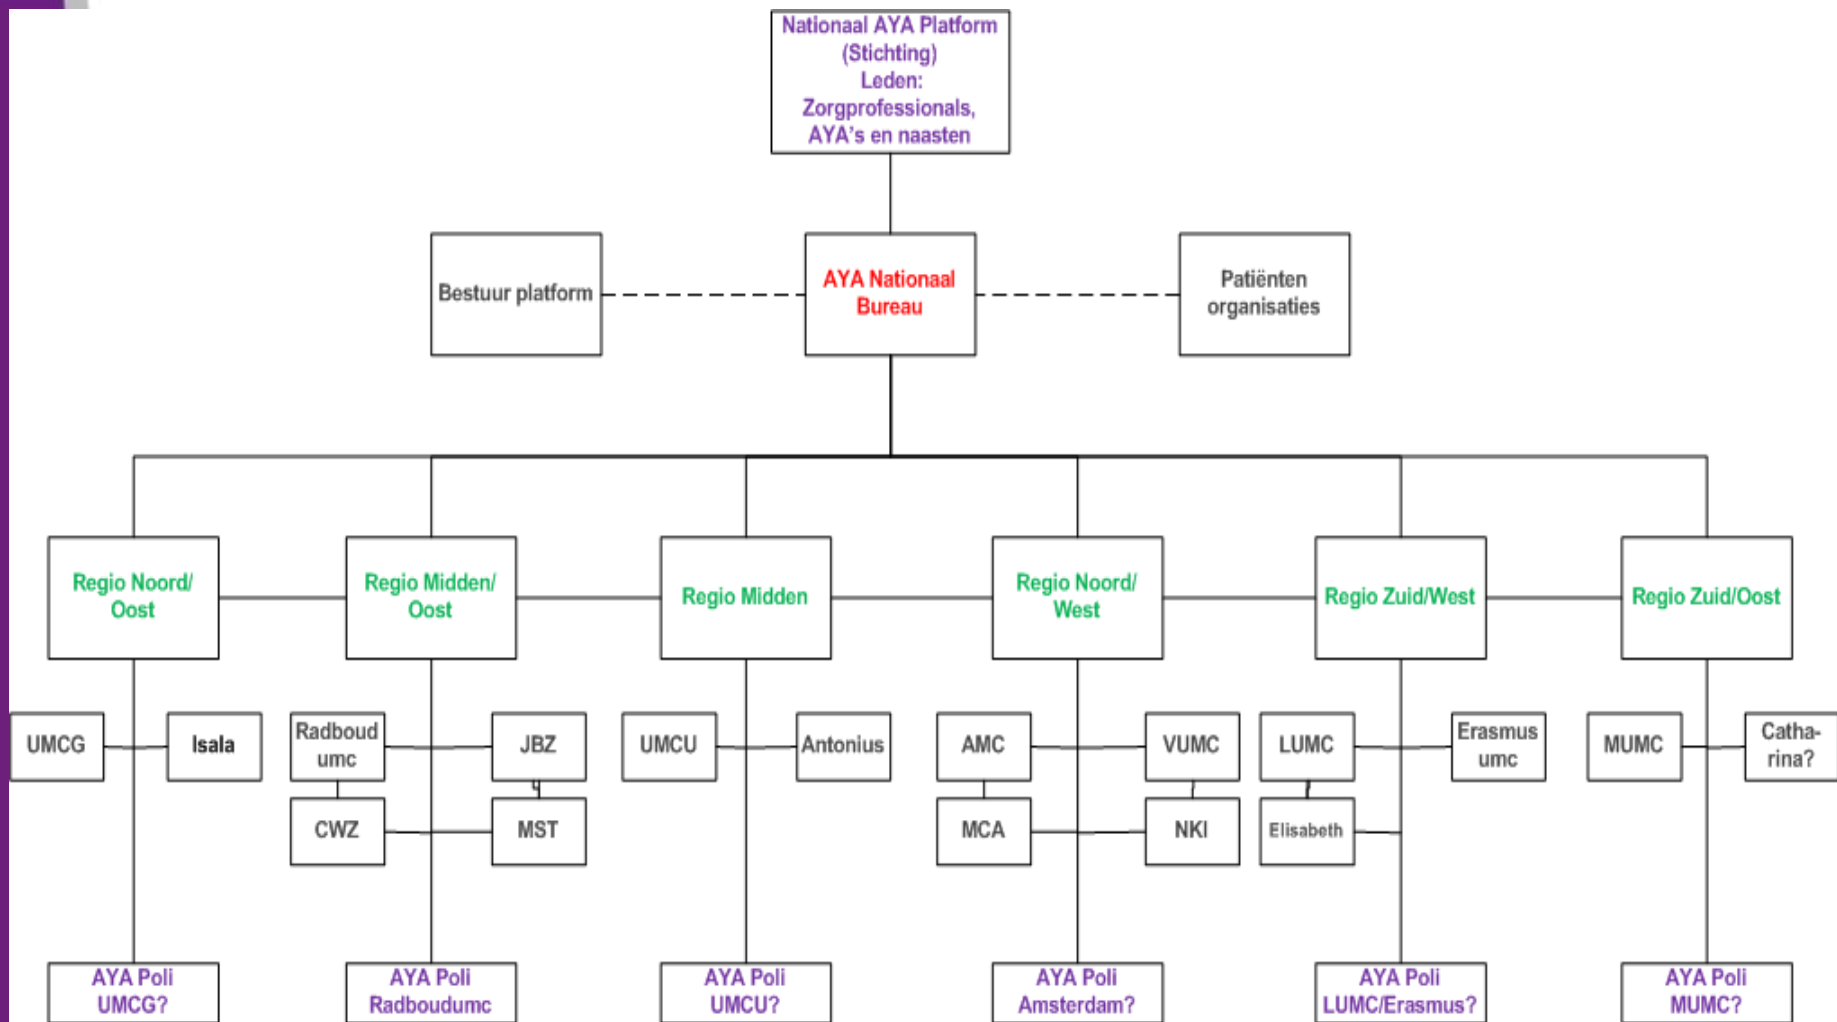 Nationaal AYA Platform
(Stichting)
Leden:
Zorgprofessionals,
AYA's en naasten
Bestuur platform
AYA Nationaal
Bureau
Patiënten
organisaties
Regio Noord/
Oost
Regio Midden/
Oost
Regio Midden
Regio Noord/
West
Regio Zuid/West
Regio Zuid/Oost
UMCG
Isala
Radboud
umc
JBZ
UMCU
Antonius
AMC
VUMC
LUMC
Erasmus
umc
MUMC
Catha-
rina?
CWZ
MST
MCA
NKI
Elisabeth
AYA Poli
UMCG?
AYA Poli
Radboudumc
AYA Poli
UMCU?
AYA Poli
Amsterdam?
AYA Poli
LUMC/Erasmus?
AYA Poli
MUMC?